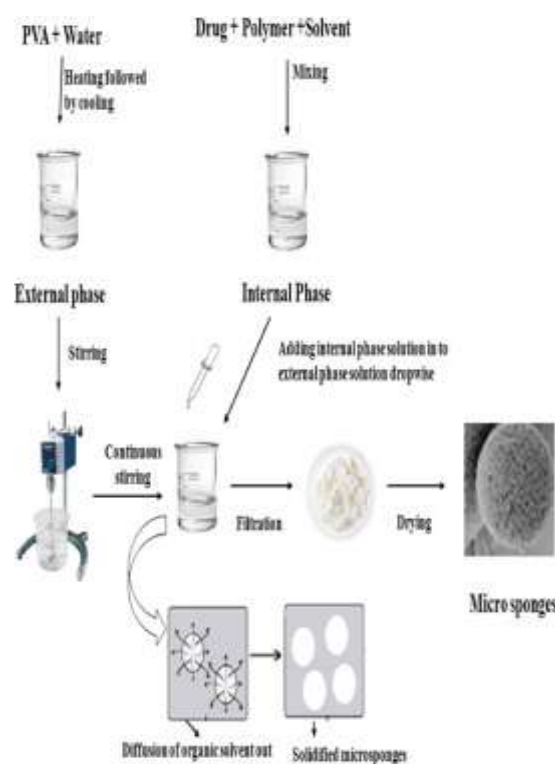 PVA + Water
Drug + Polymer +Solvent
Heating followed
by cooling
Mixing
External phase
Internal Phase
Stirring
Adding internal phase solution in to
external phase solution dropwise
Continuous
stirring
Filtration
Drying
Micro sponges
Diffusion of organic solvent out
Solidified microsponges